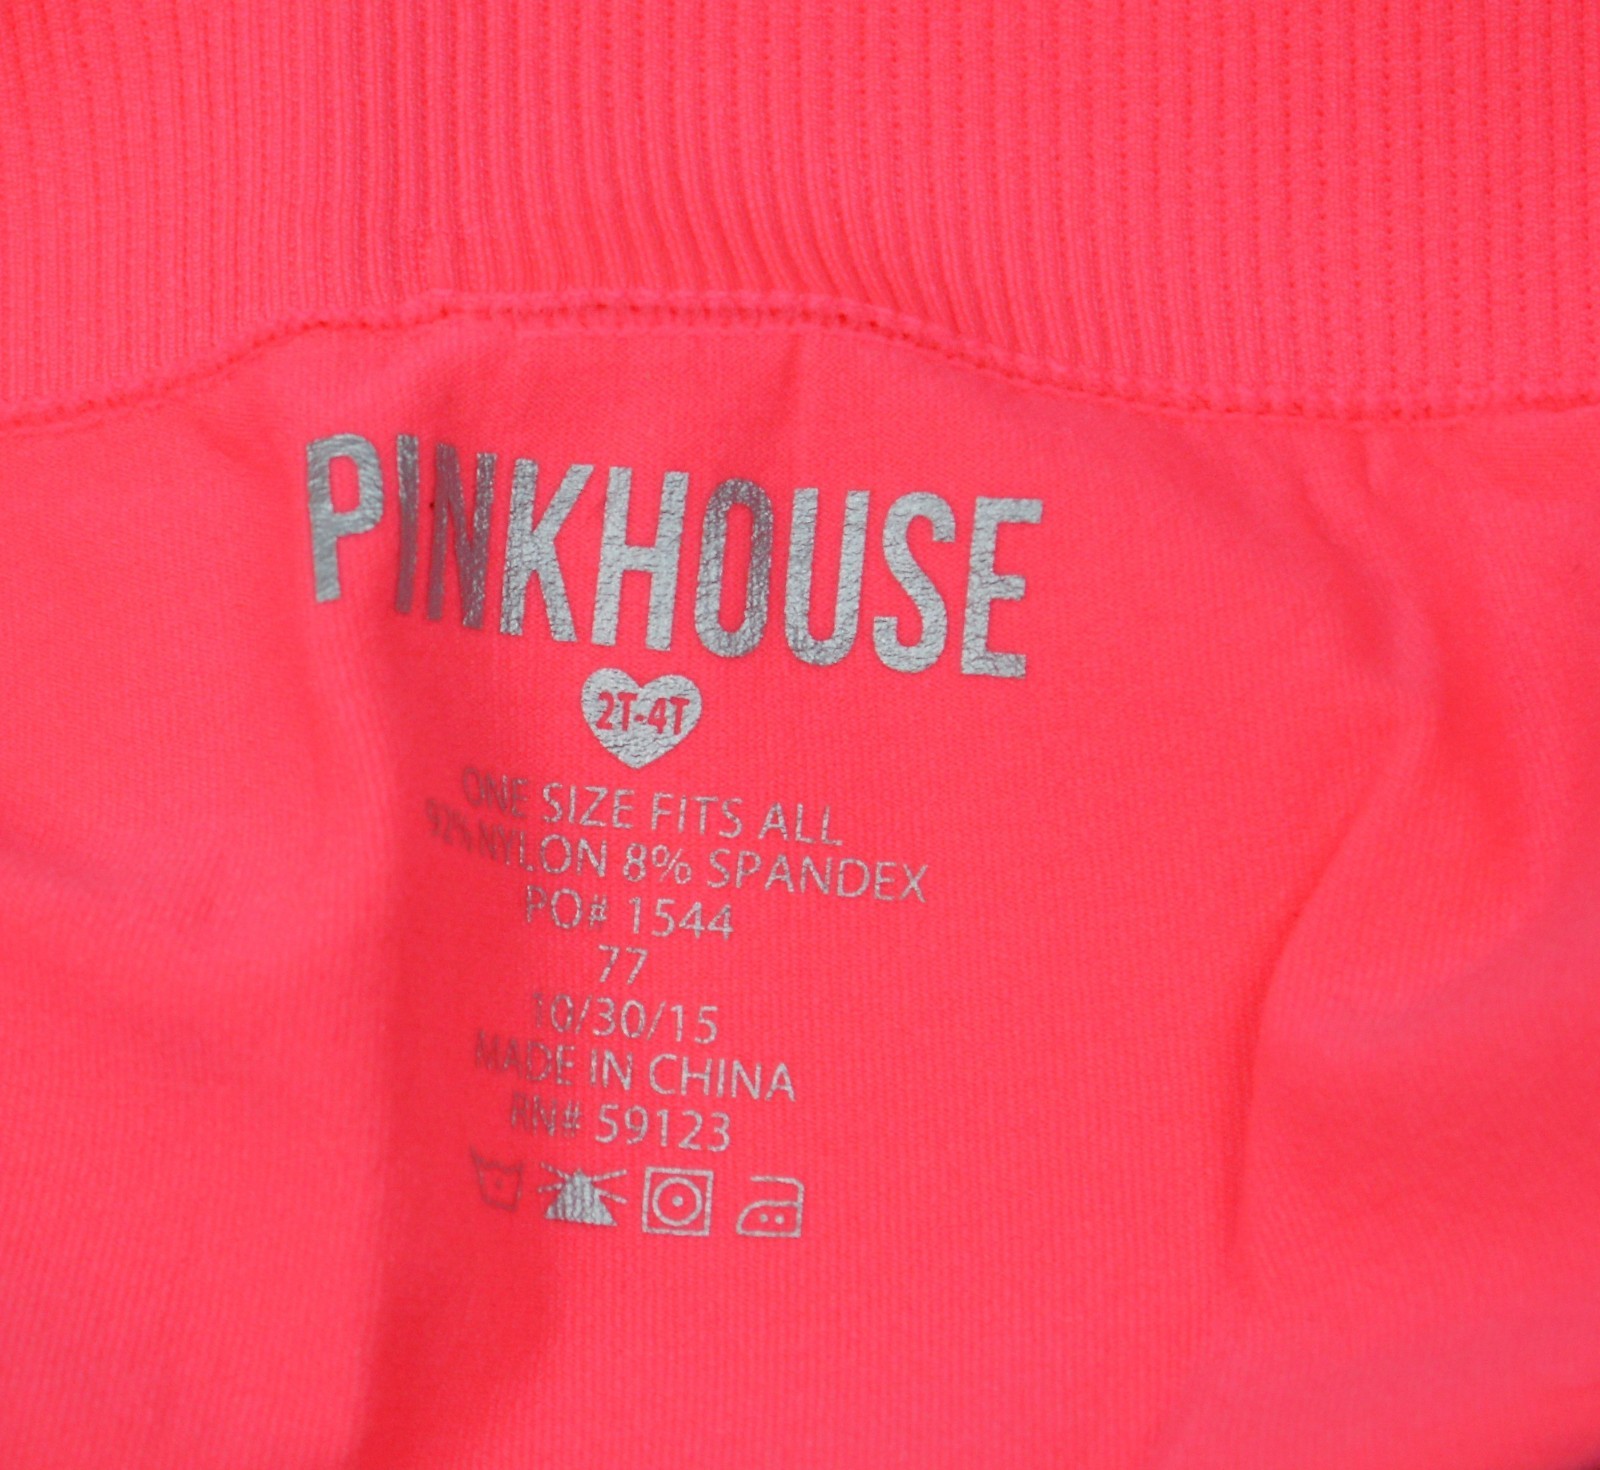 PINKHOUSE
2T-4T
ONE SIZE FITS ALL
92% NYLON 8% SPANDEX
PO# 1544
77
10/30/15
MADE IN CHINA
RN# 59123